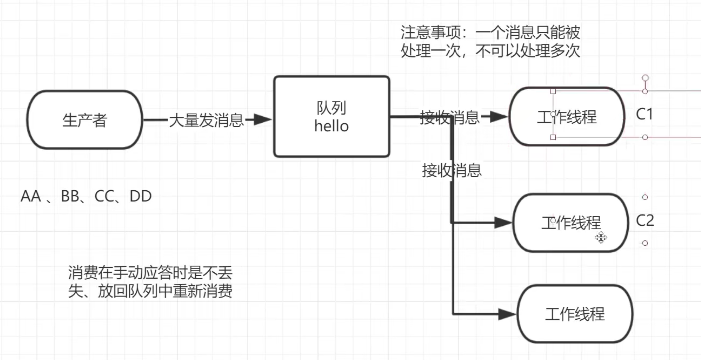 注意事项：一个消息只能被
处理一次，不可以处理多次
生产者
大量发消息
队列
hello
接收消息
工作线程
C1
接收消息
AA 、BB、CC、DD
工作线程
C2
消费在手动应答时是不丢
失、放回队列中重新消费
工作线程